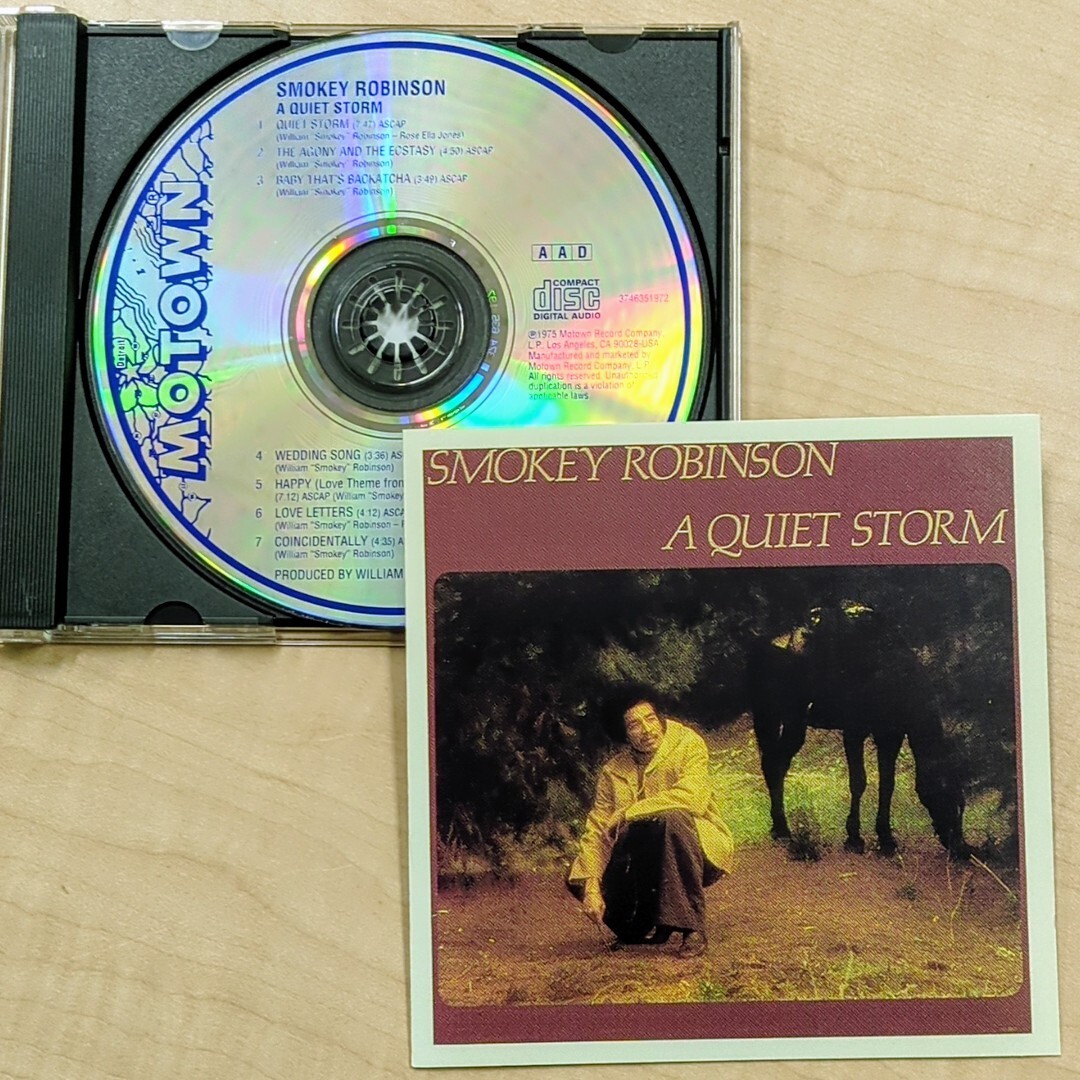 SMOKEY ROBINSON
A QUIET STORM
1 QUIET STORM (7:47) ASCAP
(William "Smokey" Robinson – Rose Ella Jones)
2 THE AGONY AND THE ECSTASY (4:50) ASCAP
(William "Smokey" Robinson)
3 BABY THAT'S BACKATCHA (3:49) ASCAP
(William "Smokey" Robinson)
MOTOWN
Detroit
AAD
COMPACT
disc
DIGITAL AUDIO
3746351972
℗1975 Motown Record Company,
L.P. Los Angeles, CA 90028-USA
Manufactured and marketed by
Motown Record Company, L.P.
All rights reserved. Unauthorized
duplication is a violation of
applicable laws.
4 WEDDING SONG (3:36) AS
(William "Smokey" Robinson)
5 HAPPY (Love Theme from
(7:12) ASCAP (William "Smokey
6 LOVE LETTERS (4:12) ASCA
(William "Smokey" Robinson –
7 COINCIDENTALLY (4:35) A
(William "Smokey" Robinson)
PRODUCED BY WILLIAM
SMOKEY ROBINSON
A QUIET STORM